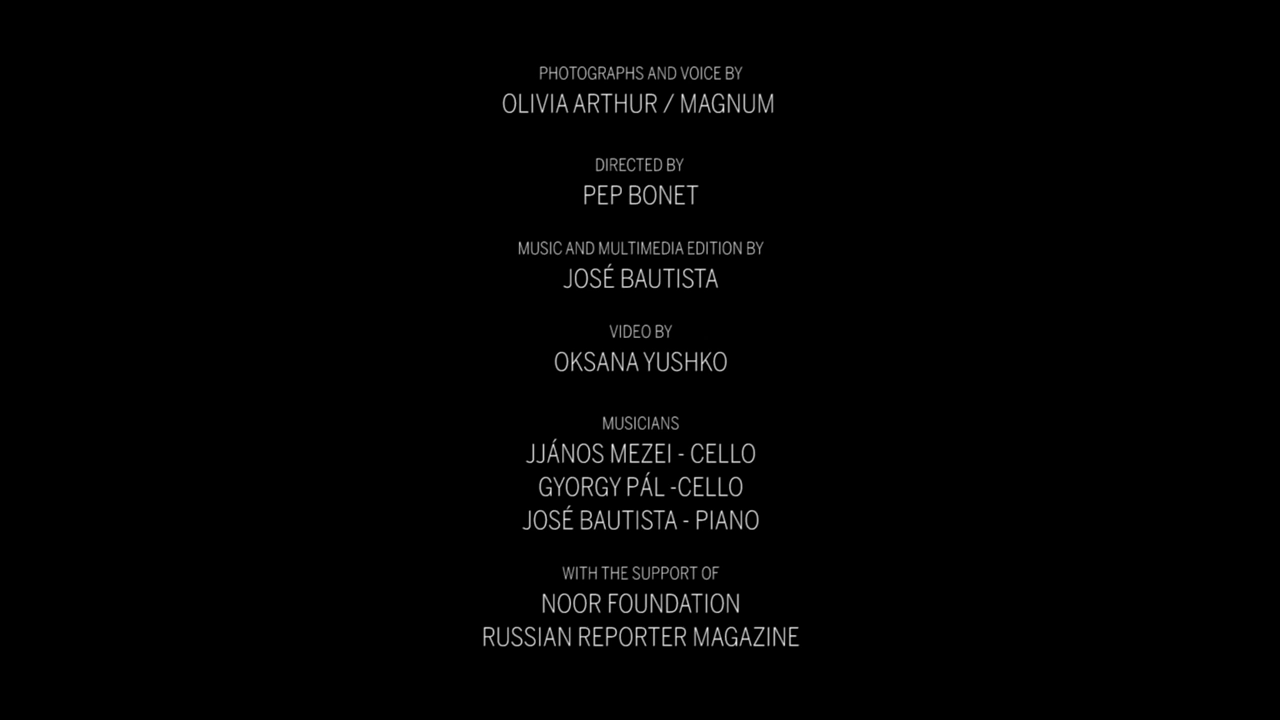 PHOTOGRAPHS AND VOICE BY
OLIVIA ARTHUR / MAGNUM
DIRECTED BY
PEP BONET
MUSIC AND MULTIMEDIA EDITION BY
JOSÉ BAUTISTA
VIDEO BY
OKSANA YUSHKO
MUSICIANS
JJÁNOS MEZEI - CELLO
GYORGY PÁL -CELLO
JOSÉ BAUTISTA - PIANO
WITH THE SUPPORT OF
NOOR FOUNDATION
RUSSIAN REPORTER MAGAZINE